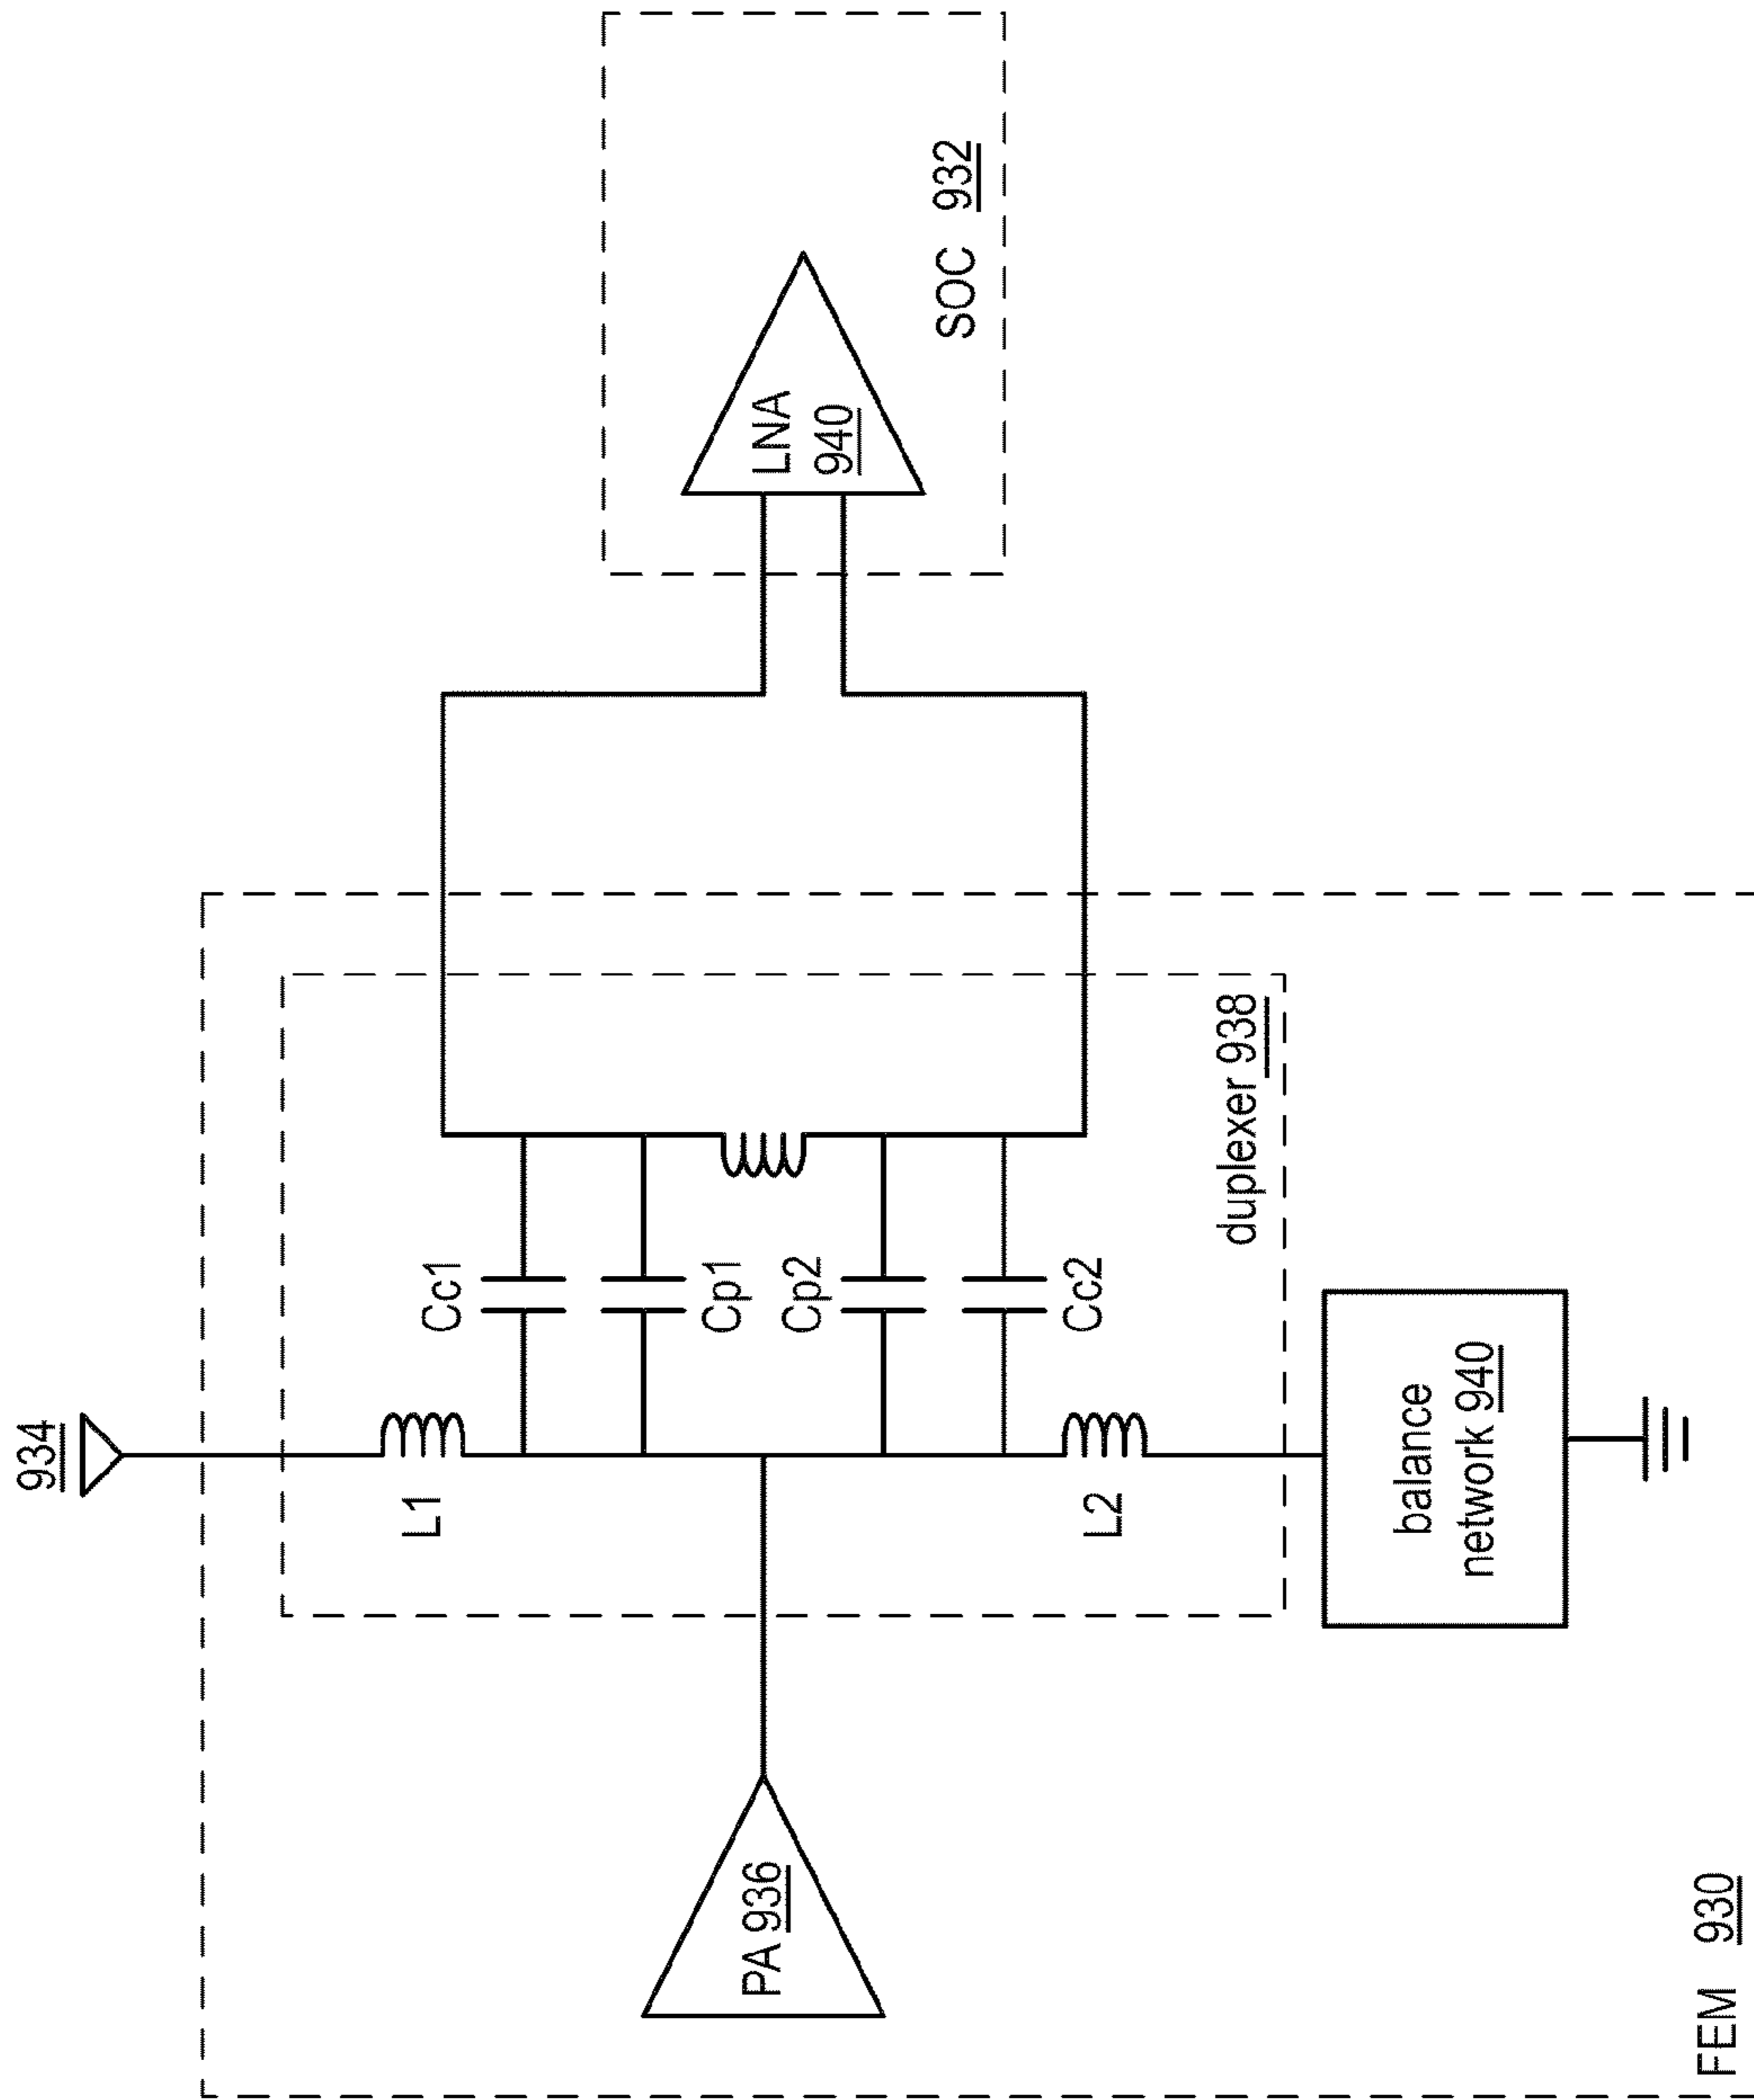 934
L1
Cc1
Cp1
Cp2
Cc2
L2
PA 936
duplexer 938
LNA
940
SOC 932
balance
network 940
FEM 930